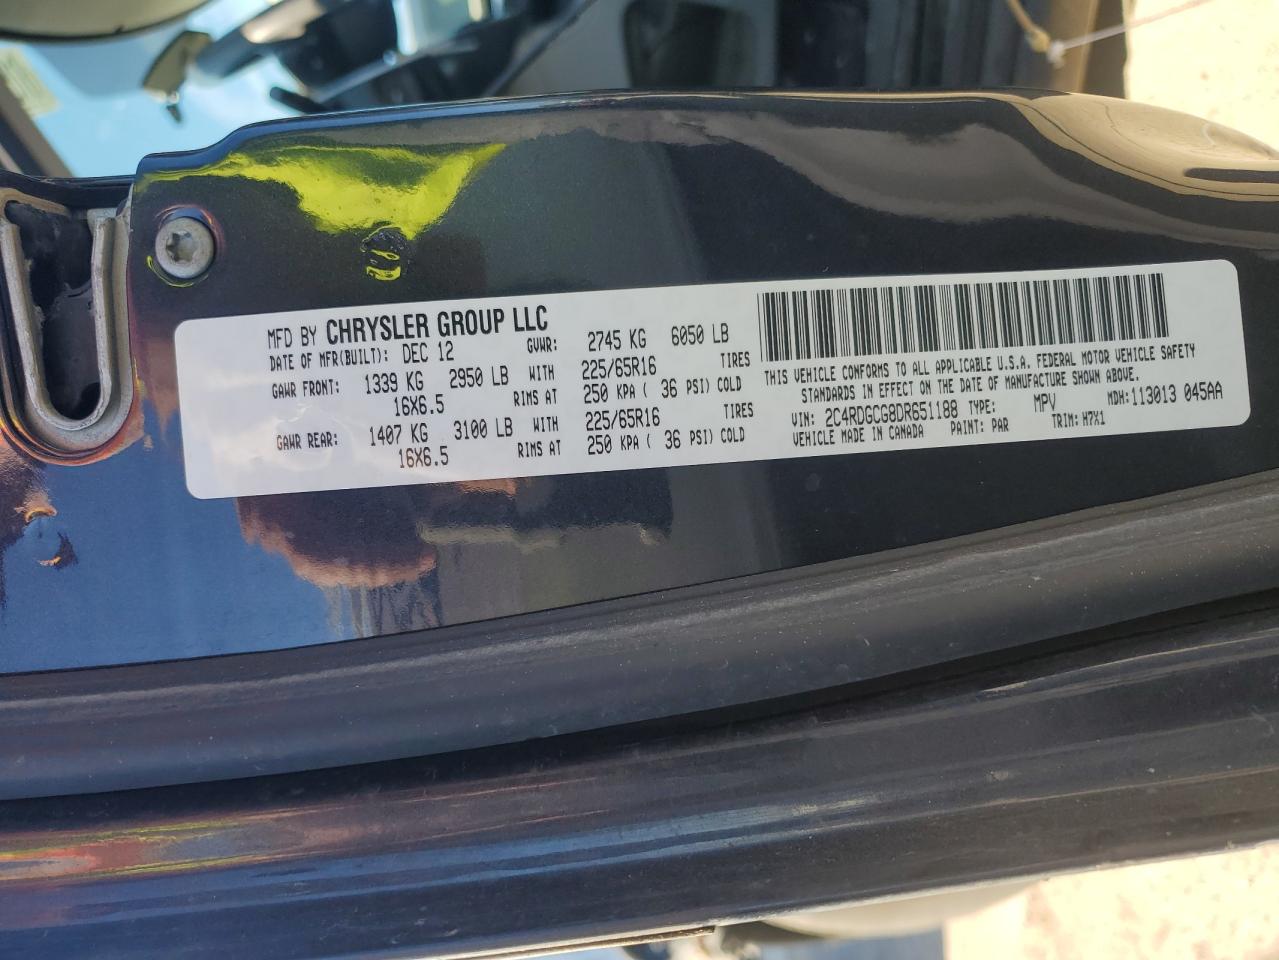 MFD BY CHRYSLER GROUP LLC
DATE OF MFR(BUILT): DEC 12 GVWR: 2745 KG 6050 LB
GAWR FRONT: 1339 KG 2950 LB WITH 225/65R16 TIRES
16X6.5 RIMS AT 250 KPA( 36 PSI) COLD
GAWR REAR: 1407 KG 3100 LB WITH 225/65R16 TIRES
16X6.5 RIMS AT 250 KPA( 36 PSI) COLD
THIS VEHICLE CONFORMS TO ALL APPLICABLE U.S.A. FEDERAL MOTOR VEHICLE SAFETY
STANDARDS IN EFFECT ON THE DATE OF MANUFACTURE SHOWN ABOVE.
VIN: 2C4RDGCG8DR651188 TYPE: MPV MDH: 113013 045AA
VEHICLE MADE IN CANADA PAINT: PAR TRIM: M7X1